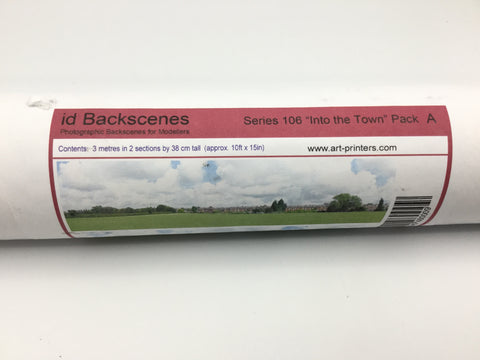 id Backscenes
Photographic Backscenes for Modellers
Series 106 "Into the Town" Pack A
Contents: 3 metres in 2 sections by 38 cm tall (approx. 10ft x 15in)
www.art-printers.com